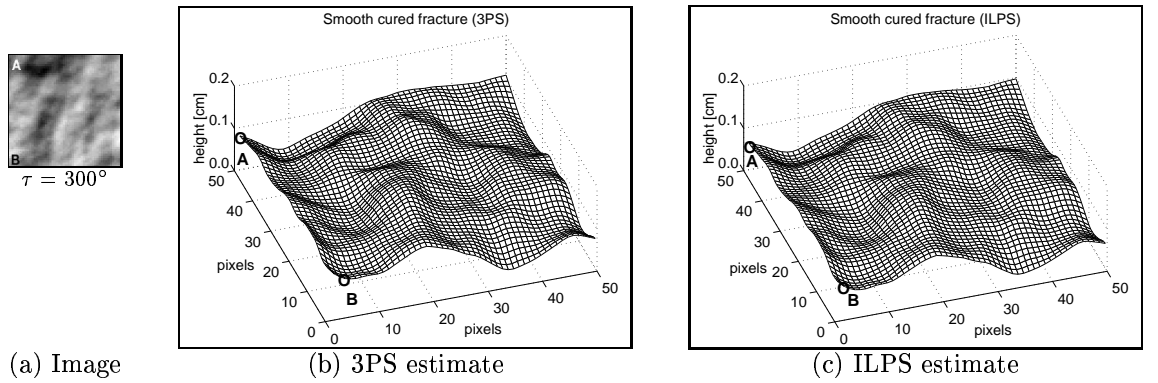 A
B
τ = 300°
(a) Image
Smooth cured fracture (3PS)
0.2
0.1
0.0
height [cm]
A
50
40
30
20
10
0
pixels
B
0
10
20
30
40
50
pixels
(b) 3PS estimate
Smooth cured fracture (ILPS)
0.2
0.1
0.0
height [cm]
A
50
40
30
20
10
0
pixels
B
0
10
20
30
40
50
pixels
(c) ILPS estimate